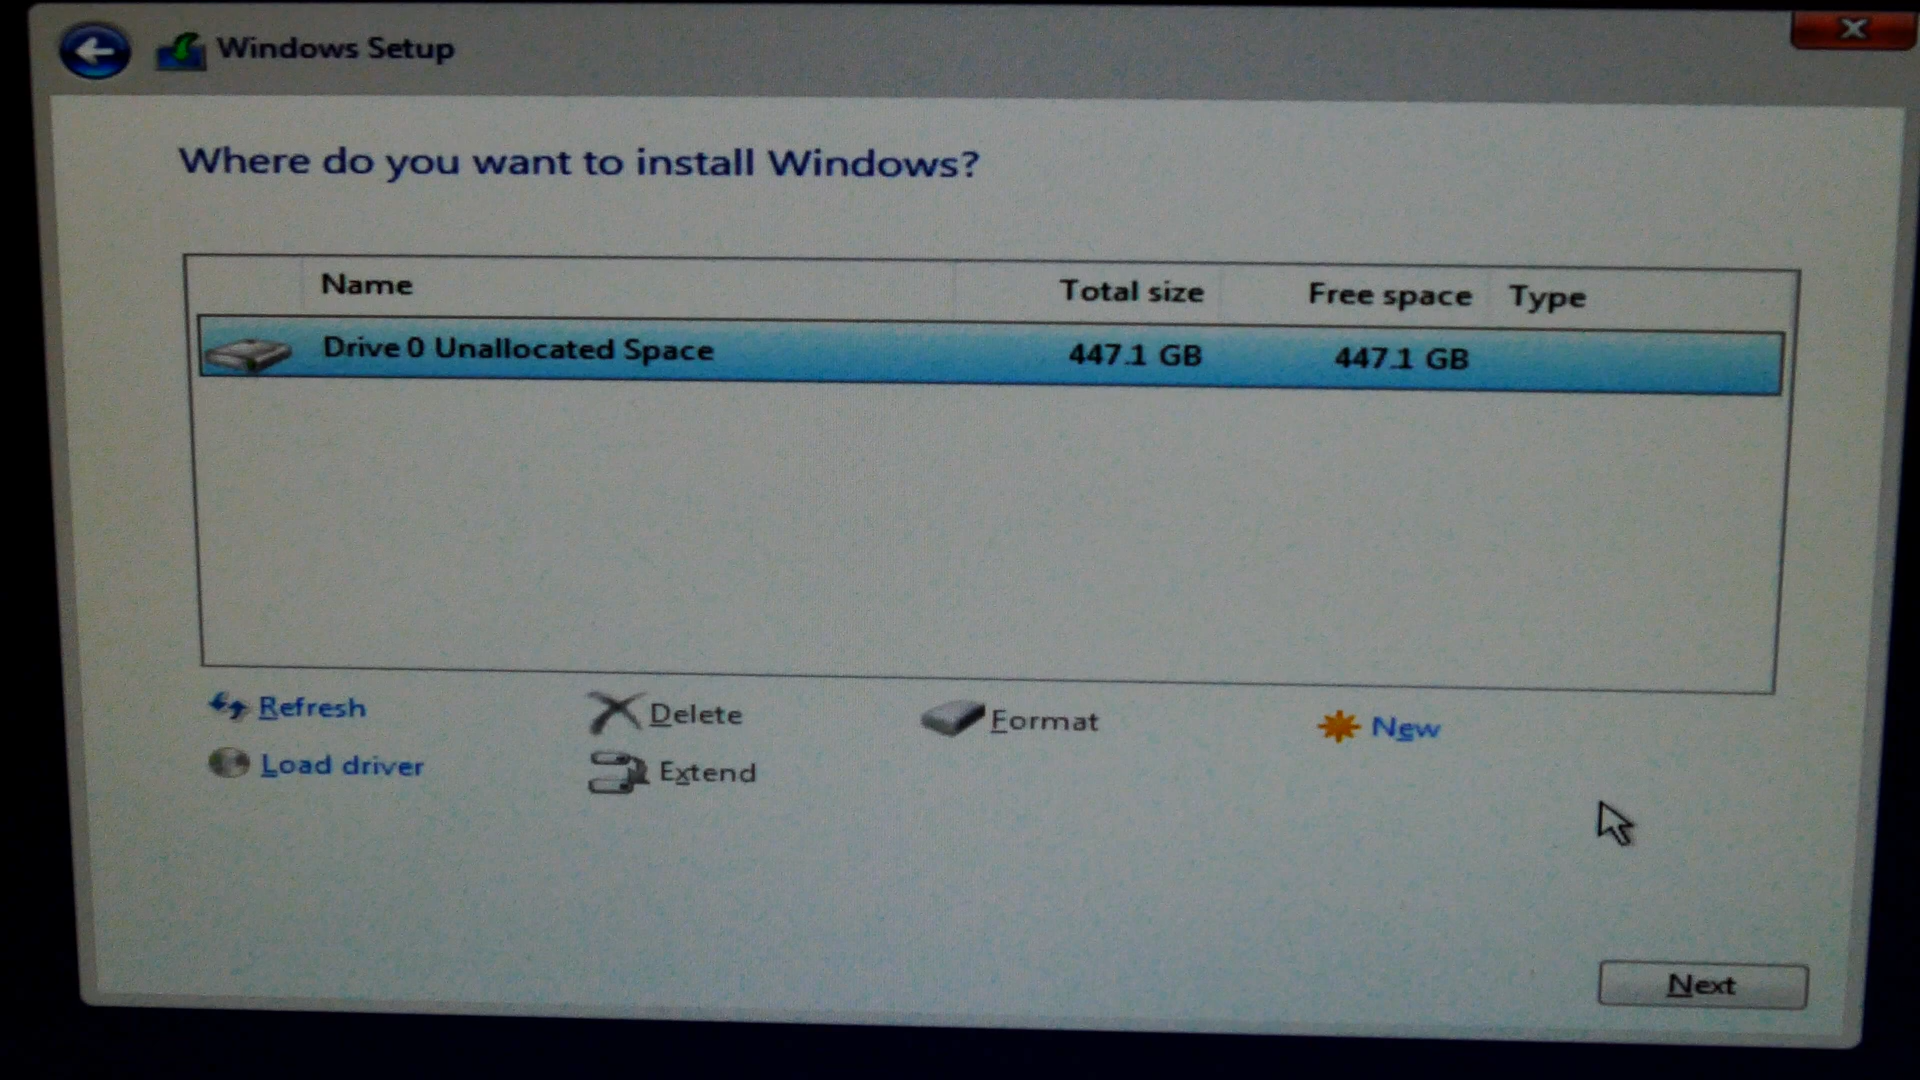 Windows Setup
Where do you want to install Windows?
Name Total size Free space Type
Drive 0 Unallocated Space 447.1 GB 447.1 GB
Refresh Delete Format New
Load driver Extend
Next